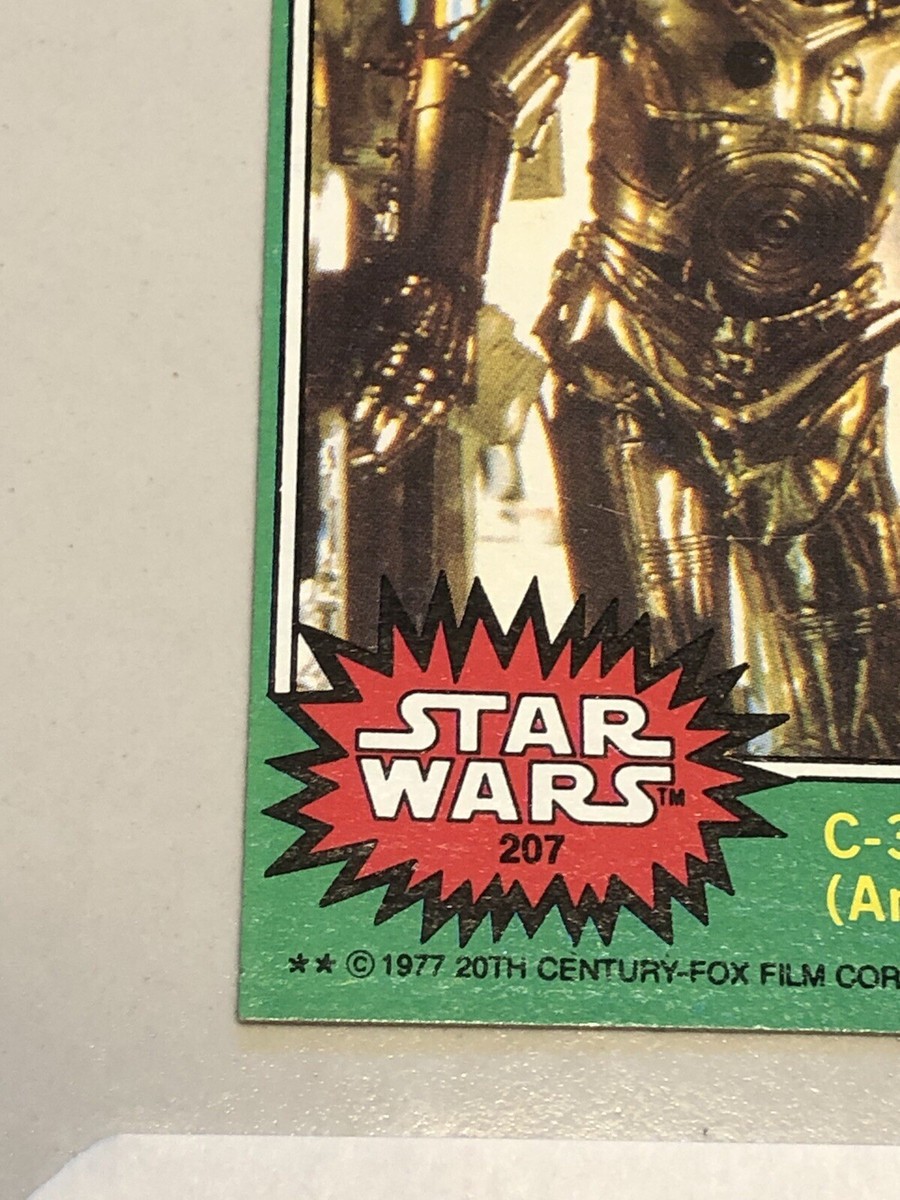 STAR
WARS™
207
C-3
(An
★★ © 1977 20TH CENTURY-FOX FILM COR